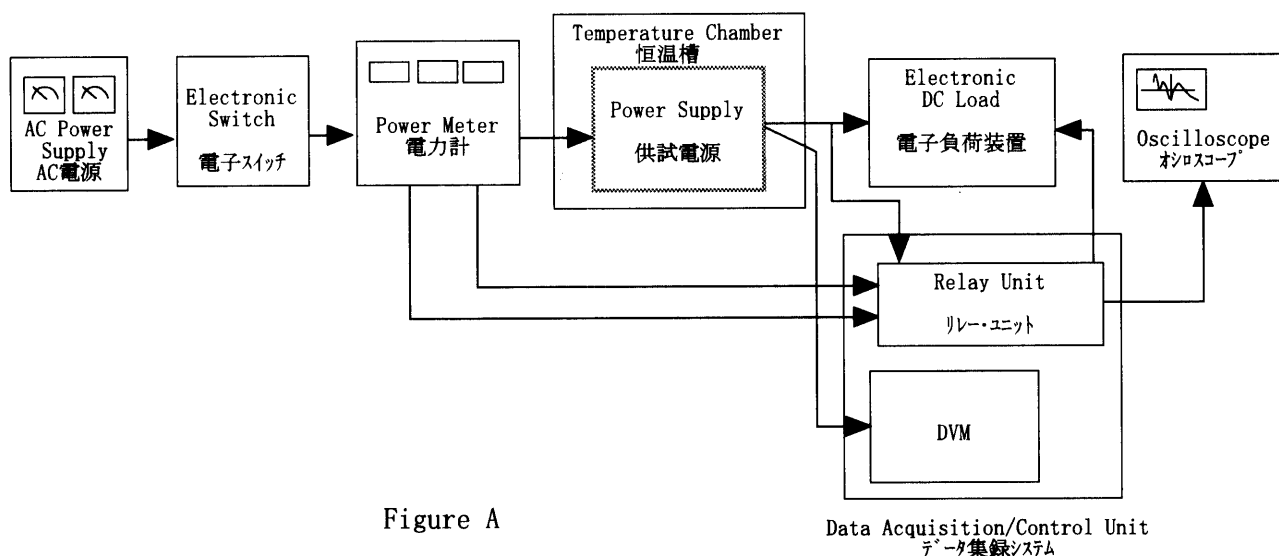 AC Power
Supply
AC電源
Electronic
Switch
電子スイッチ
Power Meter
電力計
Temperature Chamber
恒温槽
Power Supply
供試電源
Electronic
DC Load
電子負荷装置
Oscilloscope
オシロスコープ
Relay Unit
リレー・ユニット
DVM
Data Acquisition/Control Unit
データ集録システム
Figure A